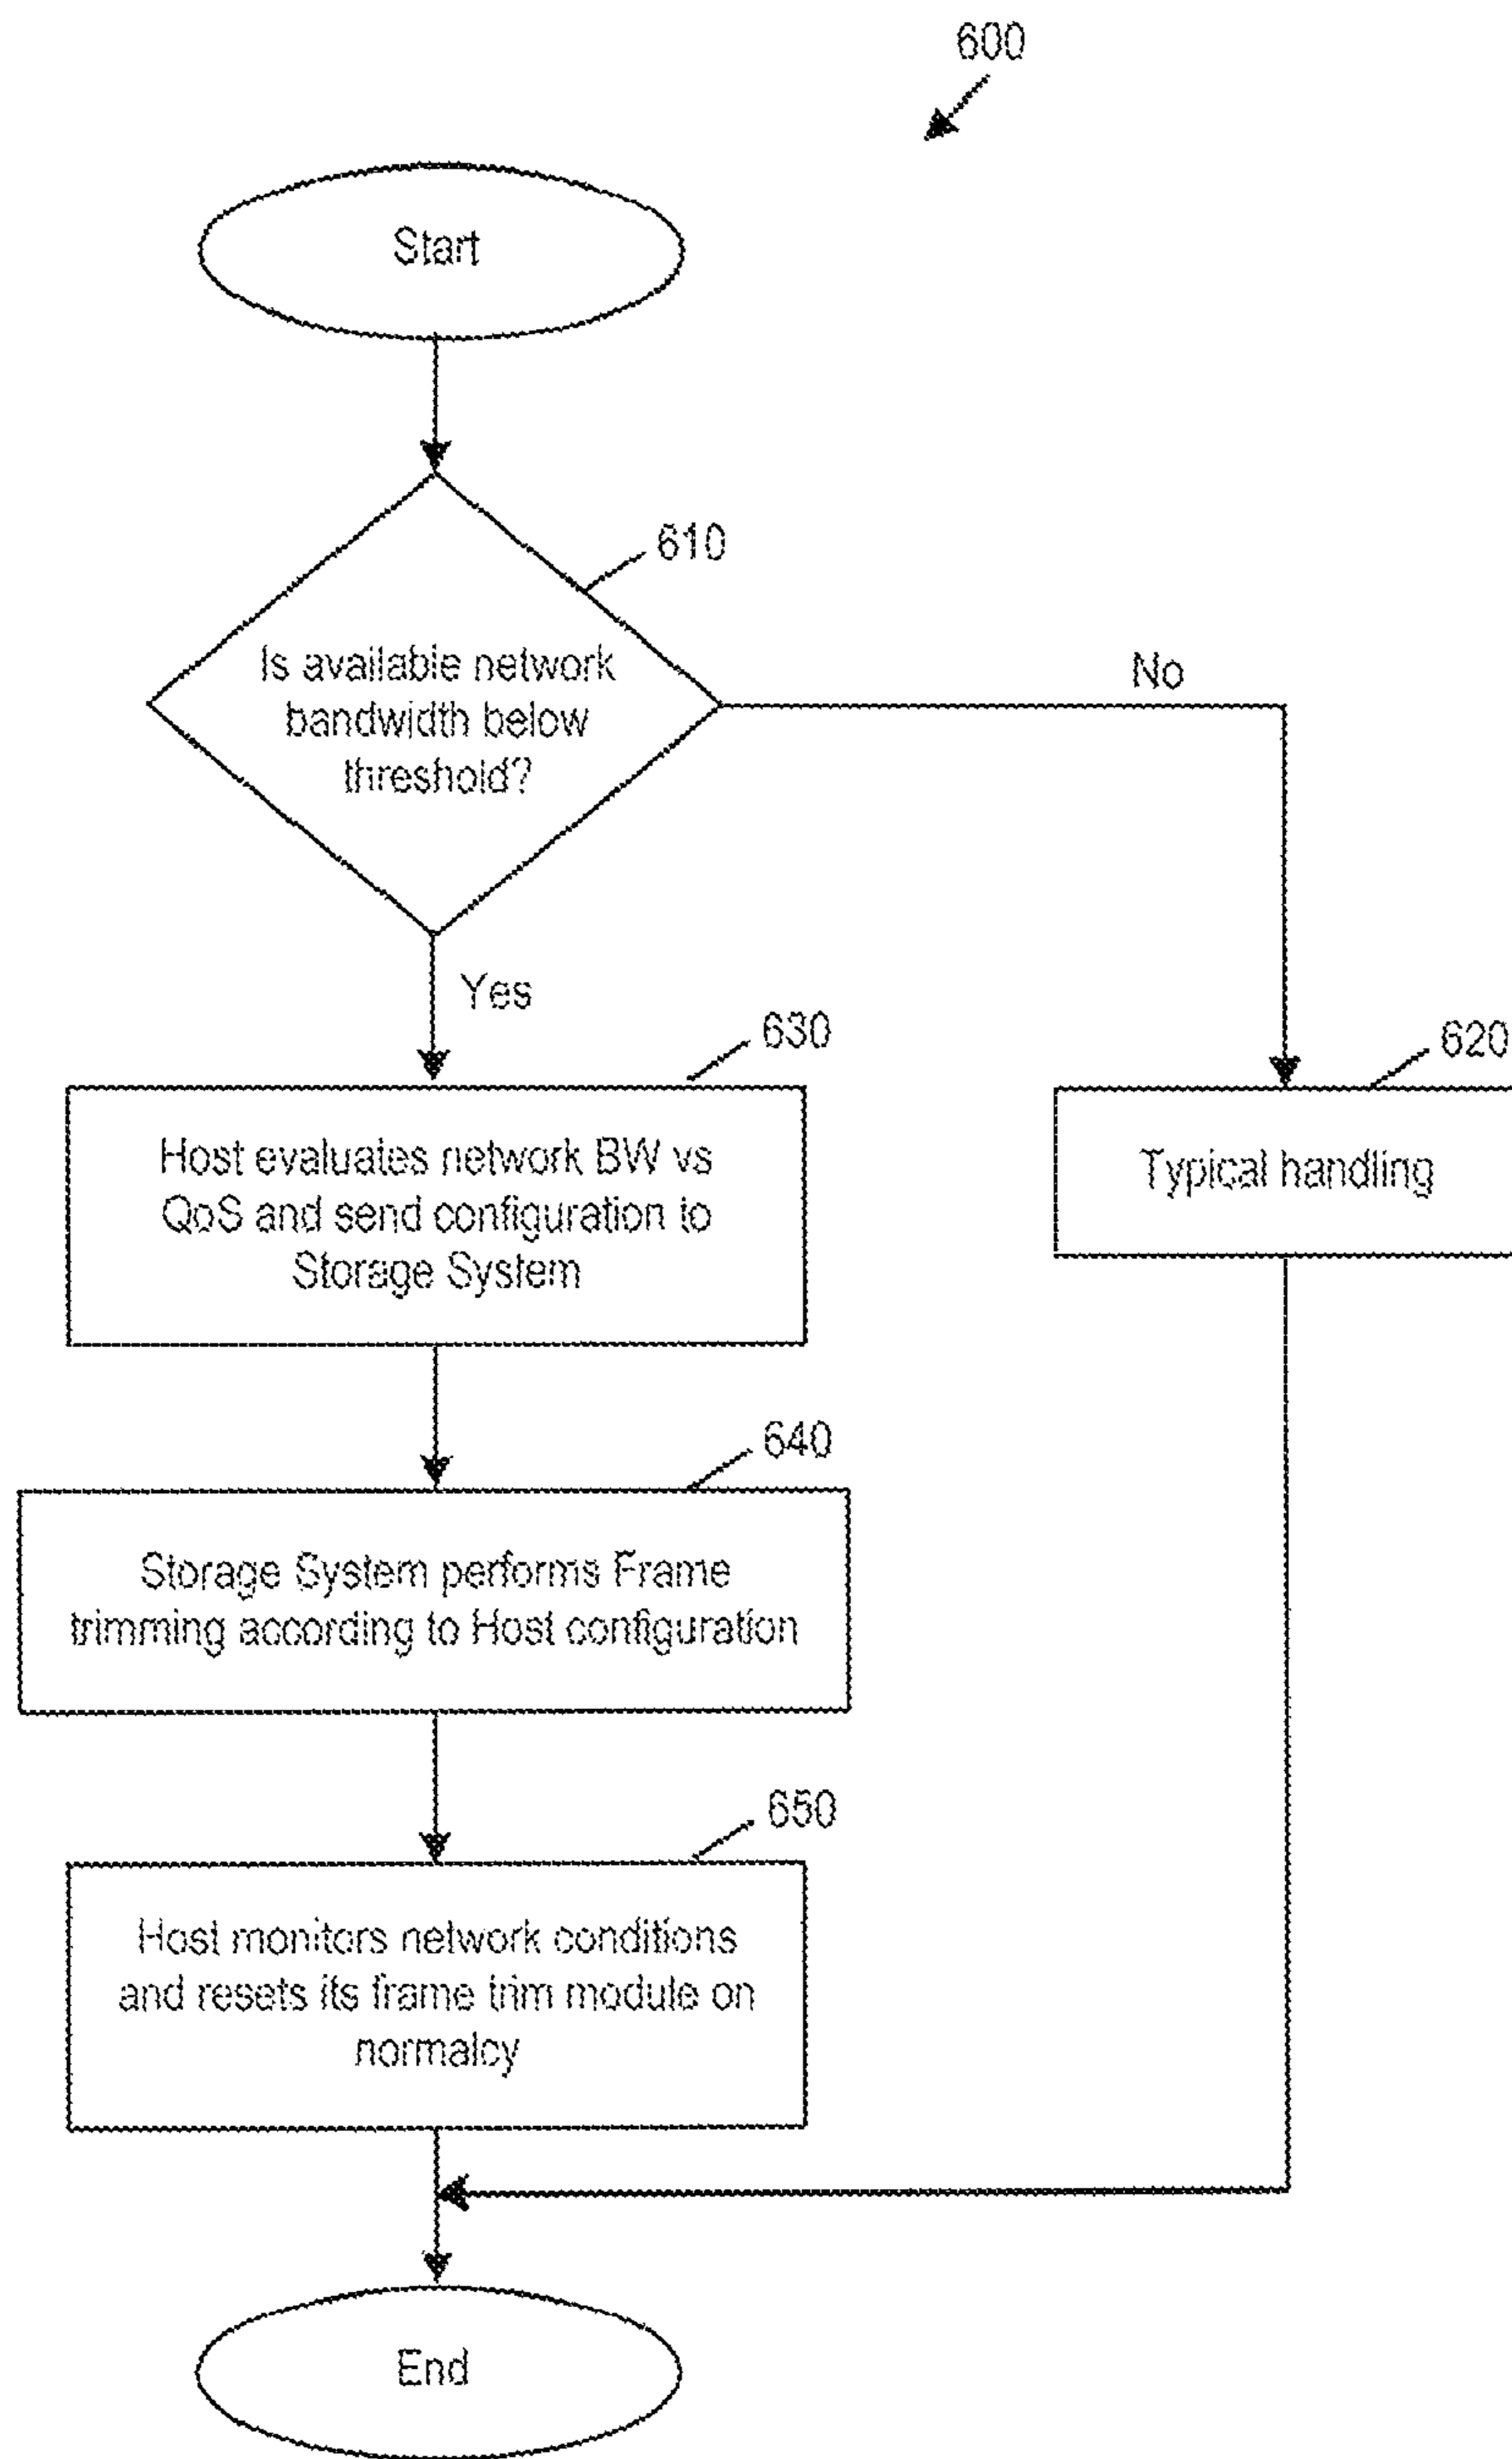 600
Start
610
Is available network
bandwidth below
threshold?
No
Yes
630
620
Host evaluates network BW vs
QoS and send configuration to
Storage System
Typical handling
640
Storage System performs Frame
trimming according to Host configuration
650
Host monitors network conditions
and resets its frame trim module on
normalcy
End